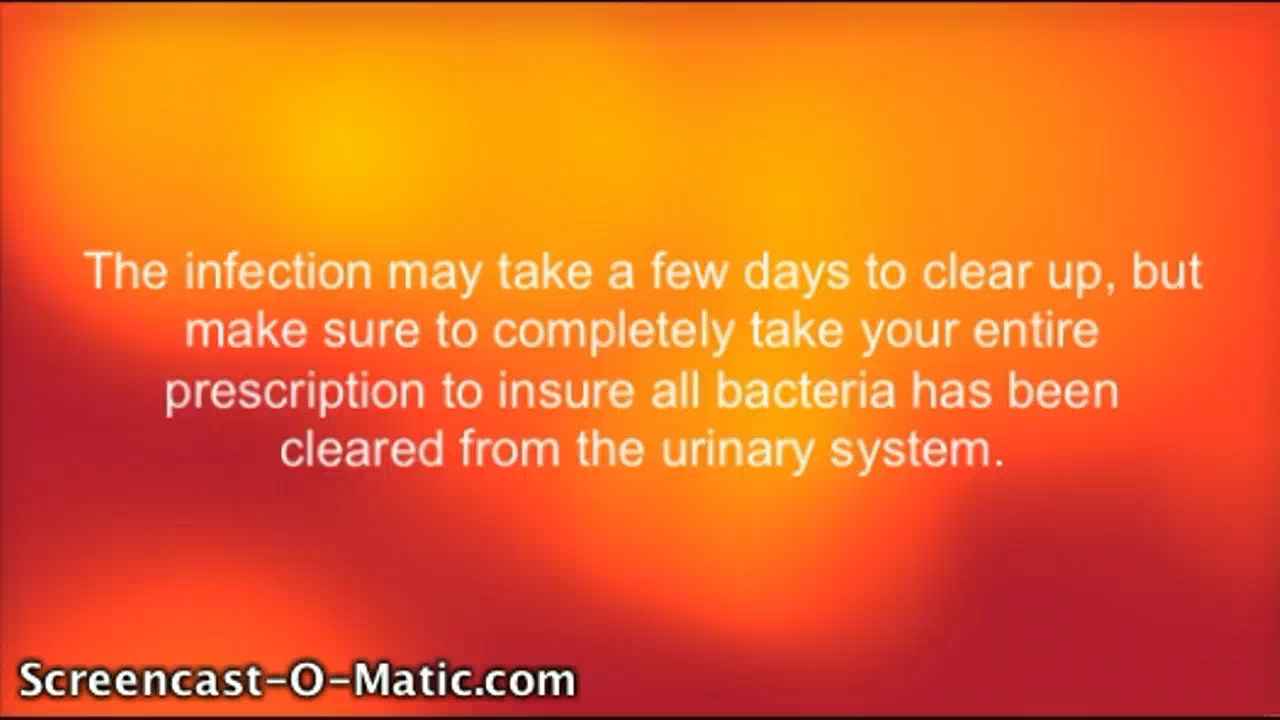 The infection may take a few days to clear up, but
make sure to completely take your entire
prescription to insure all bacteria has been
cleared from the urinary system.
Screencast-O-Matic.com